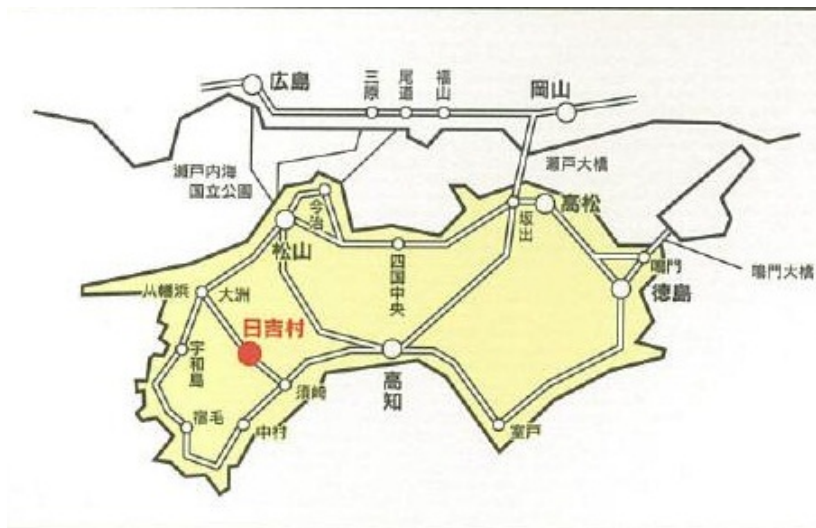 広島
三原
尾道
福山
岡山
瀬戸内海
国立公園
瀬戸大橋
今治
松山
坂出
高松
四国中央
鳴門
鳴門大橋
徳島
八幡浜
大洲
日吉村
宇和島
高知
須崎
宿毛
中村
室戸